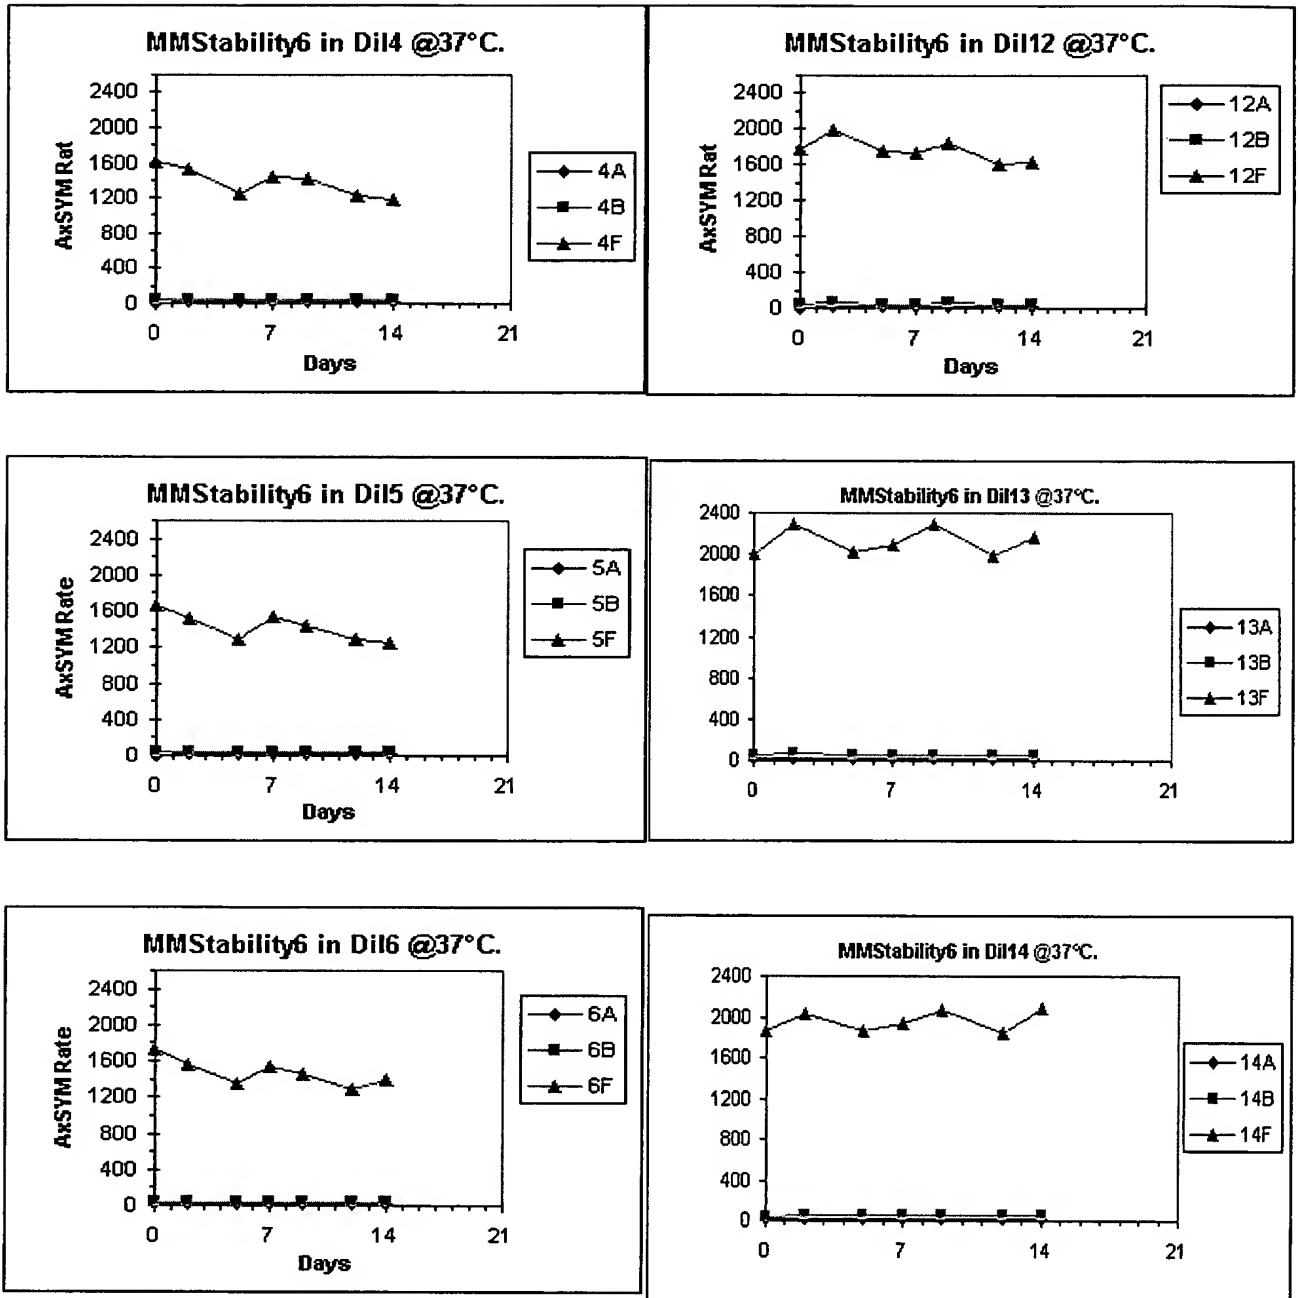 MMStability6 in Dil4 @37°C.
2400
2000
1600
1200
800
400
0
AxSYM Rat
0 7 14 21
Days
4A
4B
4F
MMStability6 in Dil12 @37°C.
2400
2000
1600
1200
800
400
0
AxSYM Rat
0 7 14 21
Days
12A
12B
12F
MMStability6 in Dil5 @37°C.
2400
2000
1600
1200
800
400
0
AxSYM Rate
0 7 14 21
Days
5A
5B
5F
MMStability6 in Dil13 @37°C.
2400
2000
1600
1200
800
400
0
0 7 14 21
13A
13B
13F
MMStability6 in Dil6 @37°C.
2400
2000
1600
1200
800
400
0
AxSYM Rate
0 7 14 21
Days
6A
6B
6F
MMStability6 in Dil14 @37°C.
2400
2000
1600
1200
800
400
0
0 7 14 21
14A
14B
14F